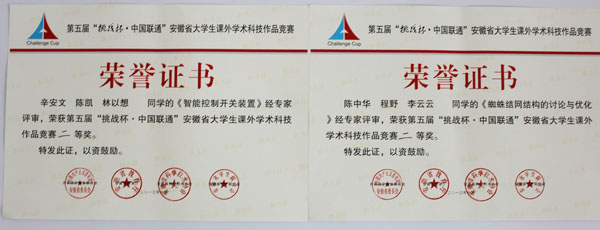 Challenge Cup
第五届“挑战杯·中国联通”安徽省大学生课外学术科技作品竞赛
荣誉证书
辛安文 陈凯 林以想 同学的《智能控制开关装置》经专家
评审，荣获第五届“挑战杯·中国联通”安徽省大学生课外学术科技
作品竞赛二等奖。
特发此证，以资鼓励。
Challenge Cup
第五届“挑战杯·中国联通”安徽省大学生课外学术科技作品竞赛
荣誉证书
陈中华 程野 李云云 同学的《蜘蛛结网结构的讨论与优化
》经专家评审，荣获第五届“挑战杯·中国联通”安徽省大学生课外
学术科技作品竞赛二等奖。
特发此证，以资鼓励。